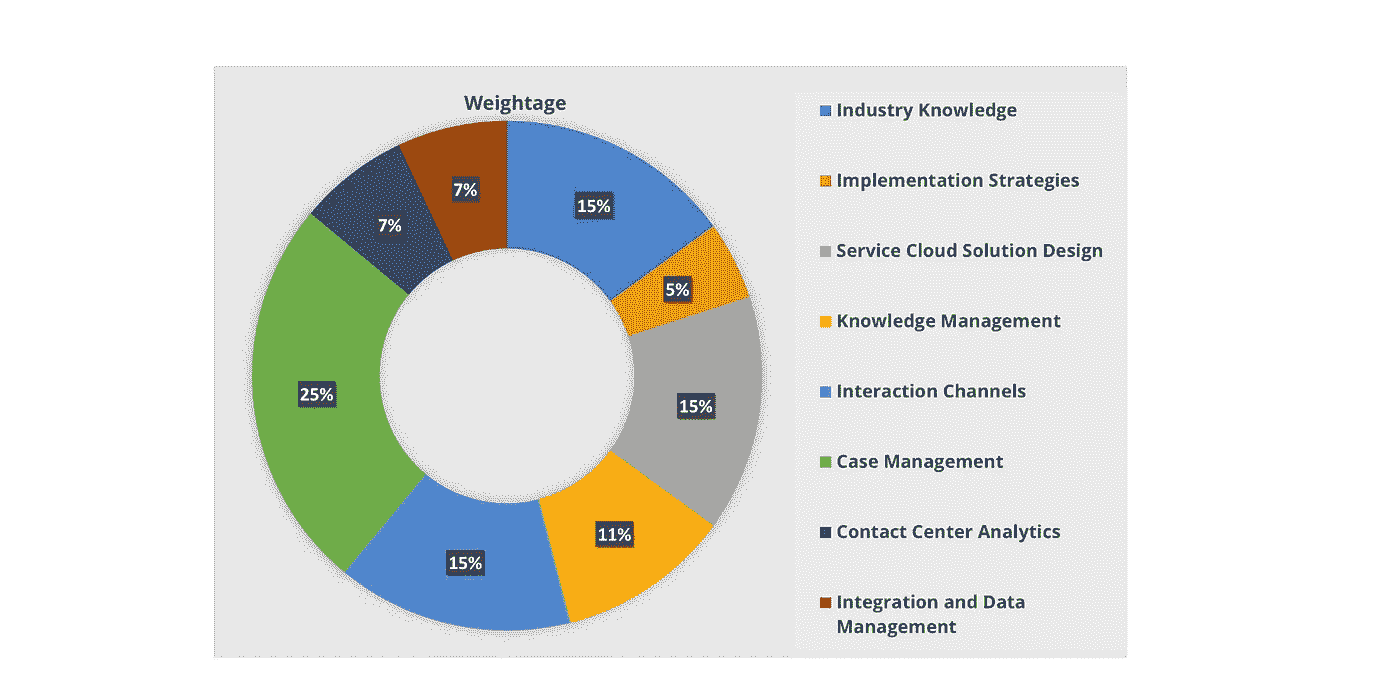 Weightage
15%
5%
15%
11%
15%
25%
7%
7%
Industry Knowledge
Implementation Strategies
Service Cloud Solution Design
Knowledge Management
Interaction Channels
Case Management
Contact Center Analytics
Integration and Data
Management